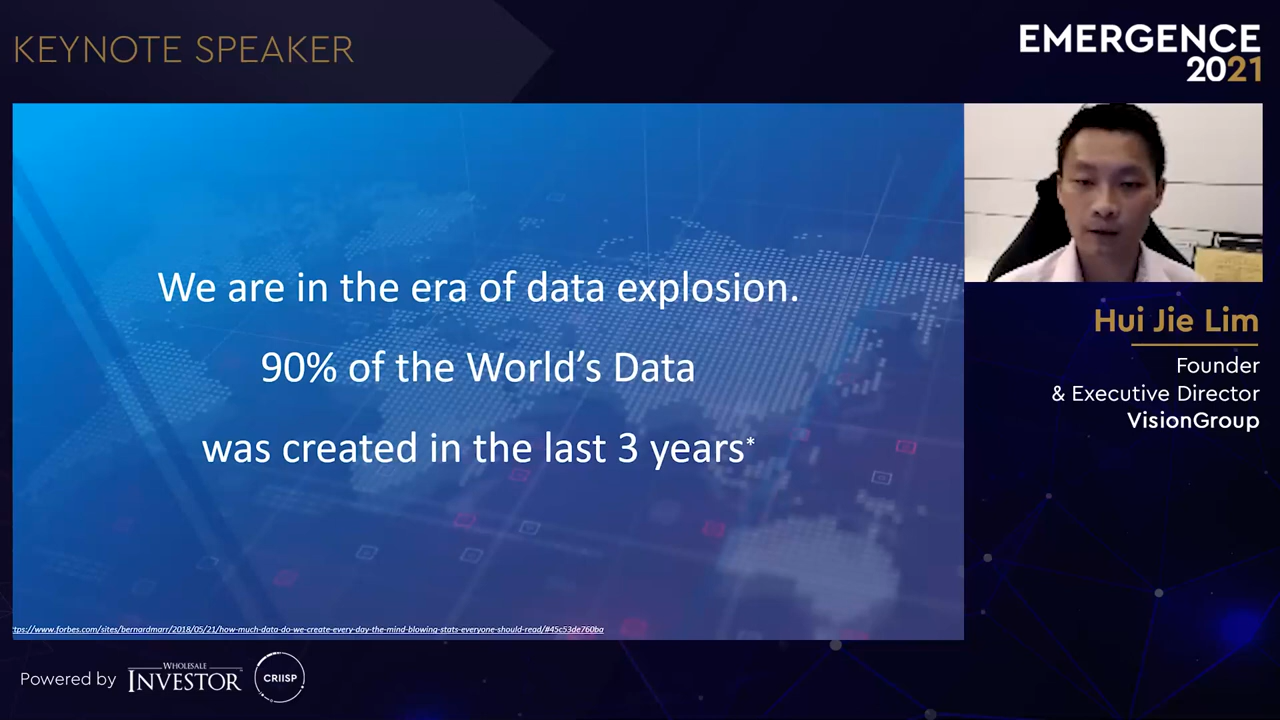 KEYNOTE SPEAKER
EMERGENCE
2021
We are in the era of data explosion.
90% of the World's Data
was created in the last 3 years*
tps://www.forbes.com/sites/bernardmarr/2018/05/21/how-much-data-do-we-create-every-day-the-mind-blowing-stats-everyone-should-read/#45c53de760ba
Hui Jie Lim
Founder
& Executive Director
VisionGroup
Powered by
WHOLESALE
INVESTOR
CRIISP